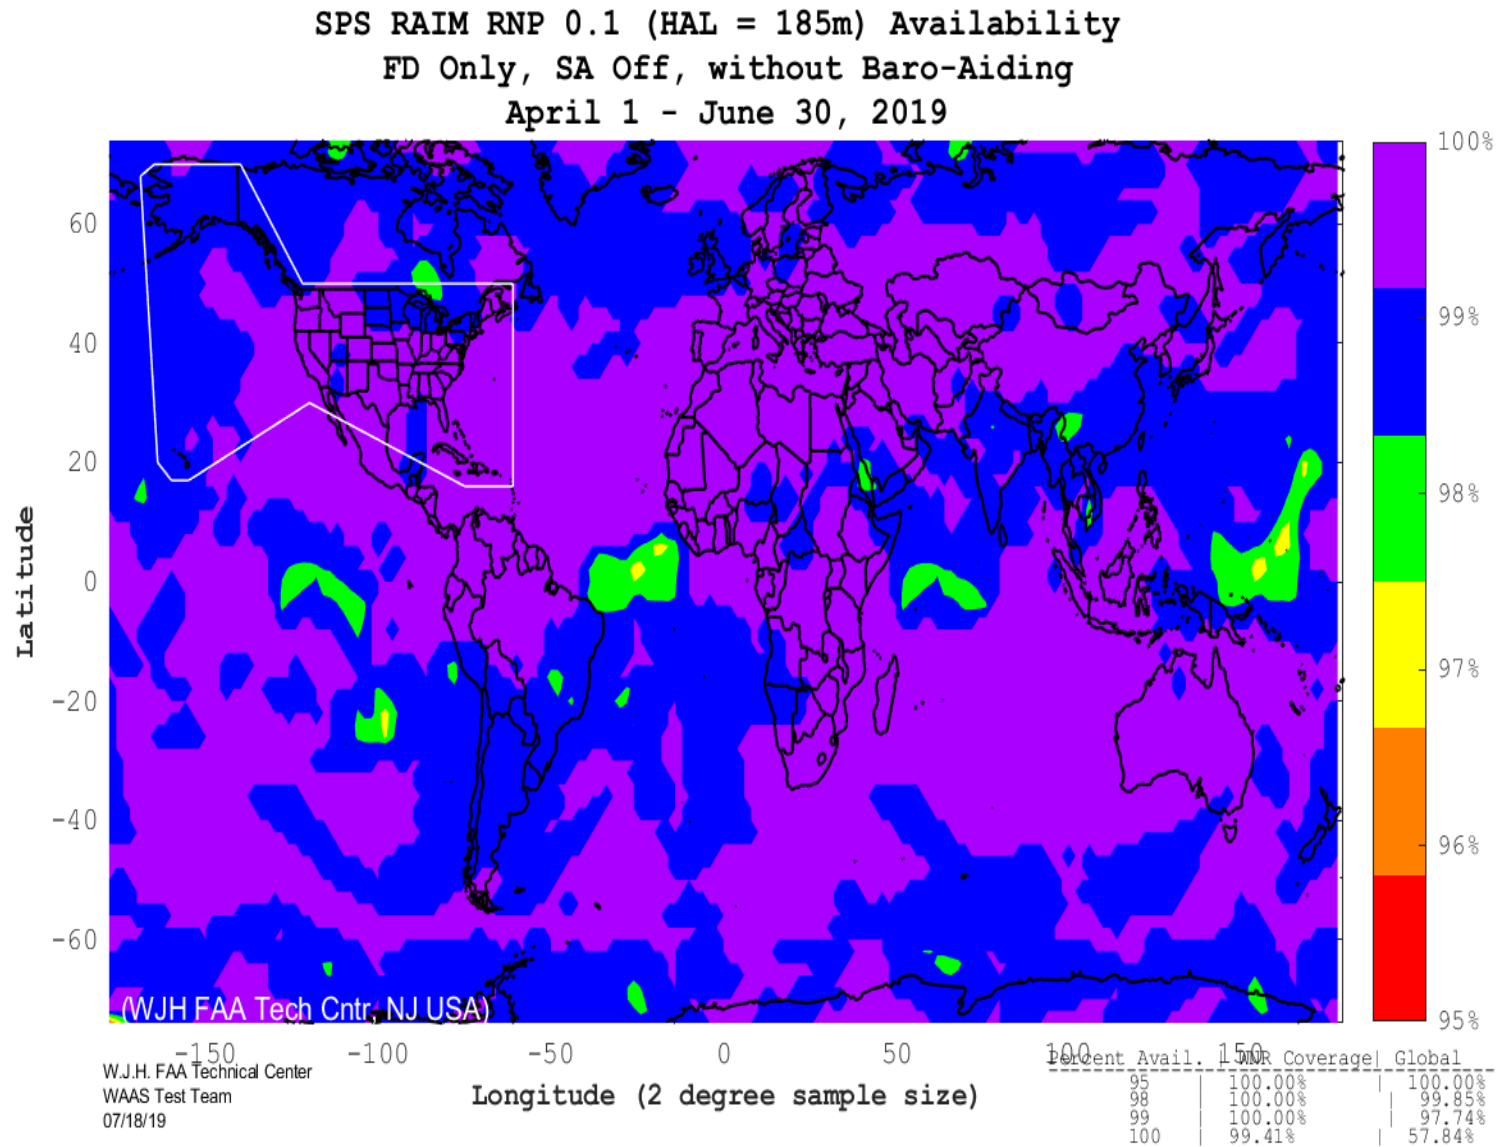 SPS RAIM RNP 0.1 (HAL = 185m) Availability
FD Only, SA Off, without Baro-Aiding
April 1 - June 30, 2019
100%
99%
98%
97%
96%
95%
Latitude
60
40
20
0
-20
-40
-60
(WJH FAA Tech Cntr, NJ USA)
-150 -100 -50 0 50 100 150
Longitude (2 degree sample size)
W.J.H. FAA Technical Center
WAAS Test Team
07/18/19
Percent Avail. | WNR Coverage| Global
95 | 100.00% | 100.00%
98 | 100.00% | 99.85%
99 | 100.00% | 97.74%
100 | 99.41% | 57.84%